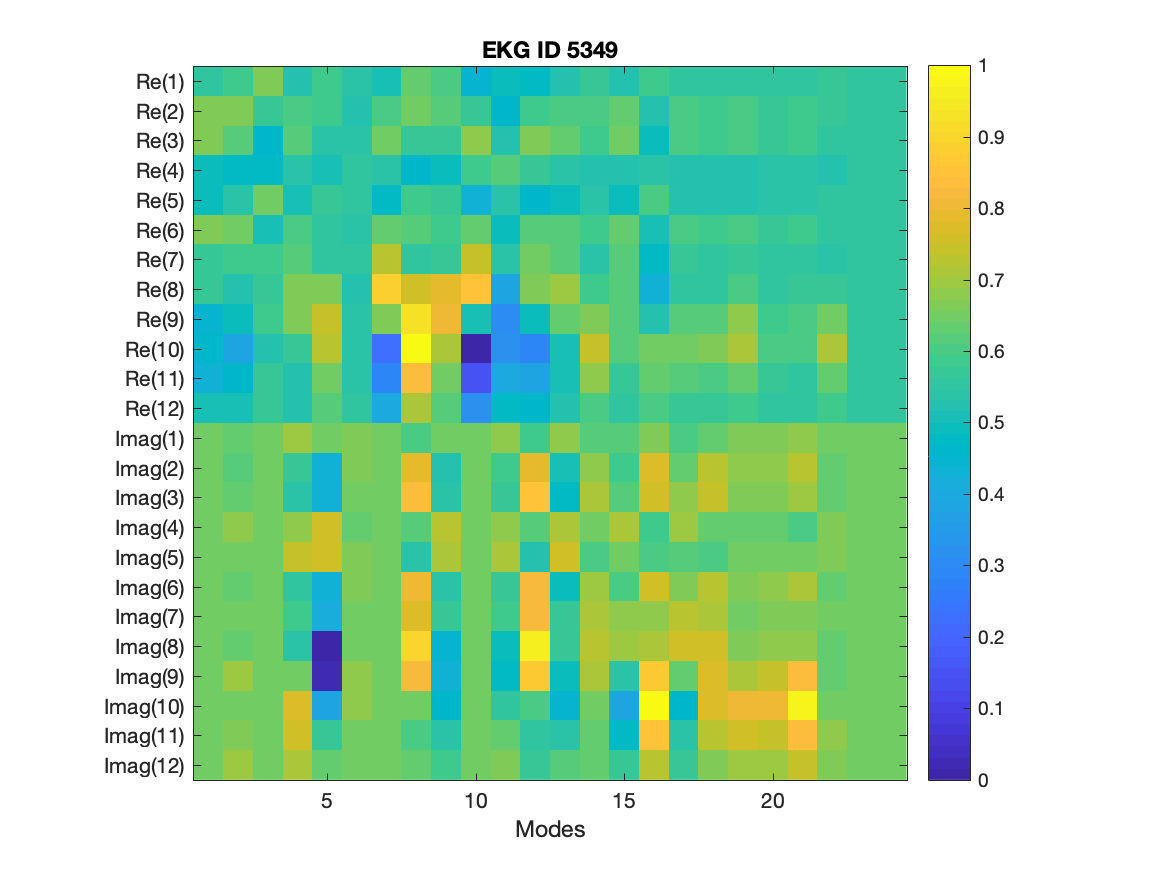 EKG ID 5349
Re(1)
Re(2)
Re(3)
Re(4)
Re(5)
Re(6)
Re(7)
Re(8)
Re(9)
Re(10)
Re(11)
Re(12)
Imag(1)
Imag(2)
Imag(3)
Imag(4)
Imag(5)
Imag(6)
Imag(7)
Imag(8)
Imag(9)
Imag(10)
Imag(11)
Imag(12)
5 10 15 20
Modes
1
0.9
0.8
0.7
0.6
0.5
0.4
0.3
0.2
0.1
0